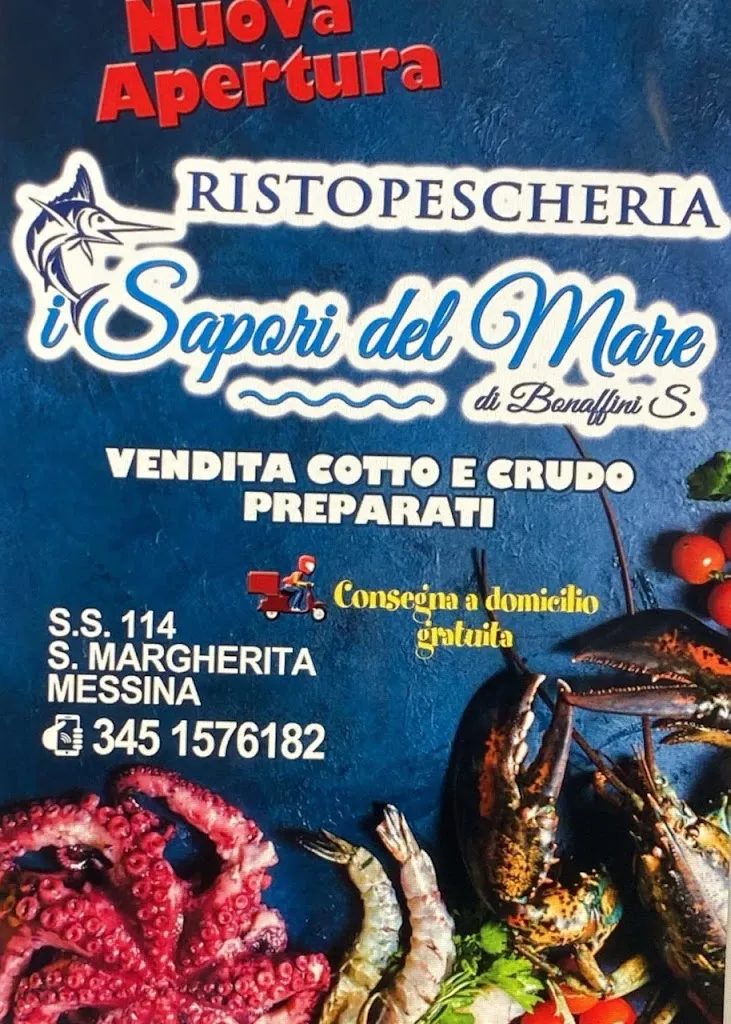 Nuova
Apertura
RISTOPESCHERIA
i Sapori del Mare
di Bonaffini S.
VENDITA COTTO E CRUDO
PREPARATI
Consegna a domicilio
gratuita
S.S. 114
S. MARGHERITA
MESSINA
345 1576182